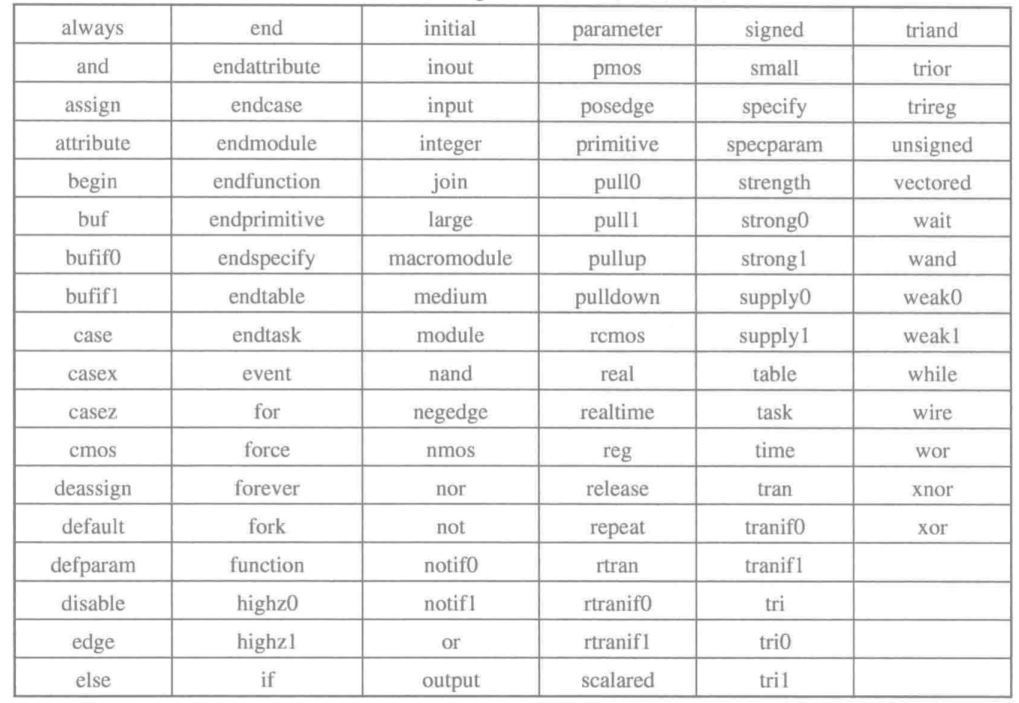 always end initial parameter signed triand
and endattribute inout pmos small trior
assign endcase input posedge specify trireg
attribute endmodule integer primitive specparam unsigned
begin endfunction join pull0 strength vectored
buf endprimitive large pull1 strong0 wait
bufif0 endspecify macromodule pullup strong1 wand
bufif1 endtable medium pulldown supply0 weak0
case endtask module rcmos supply1 weak1
casex event nand real table while
casez for negedge realtime task wire
cmos force nmos reg time wor
deassign forever nor release tran xnor
default fork not repeat tranif0 xor
defparam function notif0 rtran tranif1
disable highz0 notif1 rtranif0 tri
edge highz1 or rtranif1 tri0
else if output scalared tri1